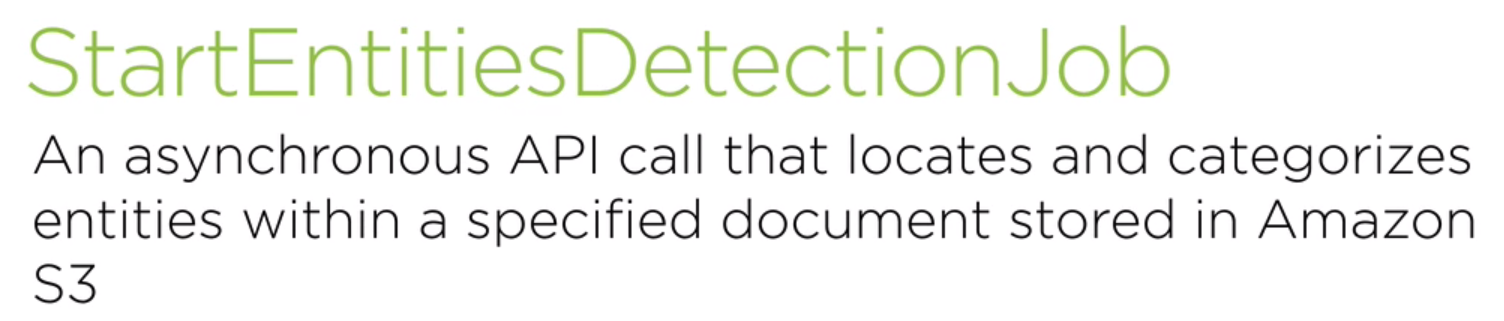 StartEntitiesDetectionJob
An asynchronous API call that locates and categorizes
entities within a specified document stored in Amazon
S3